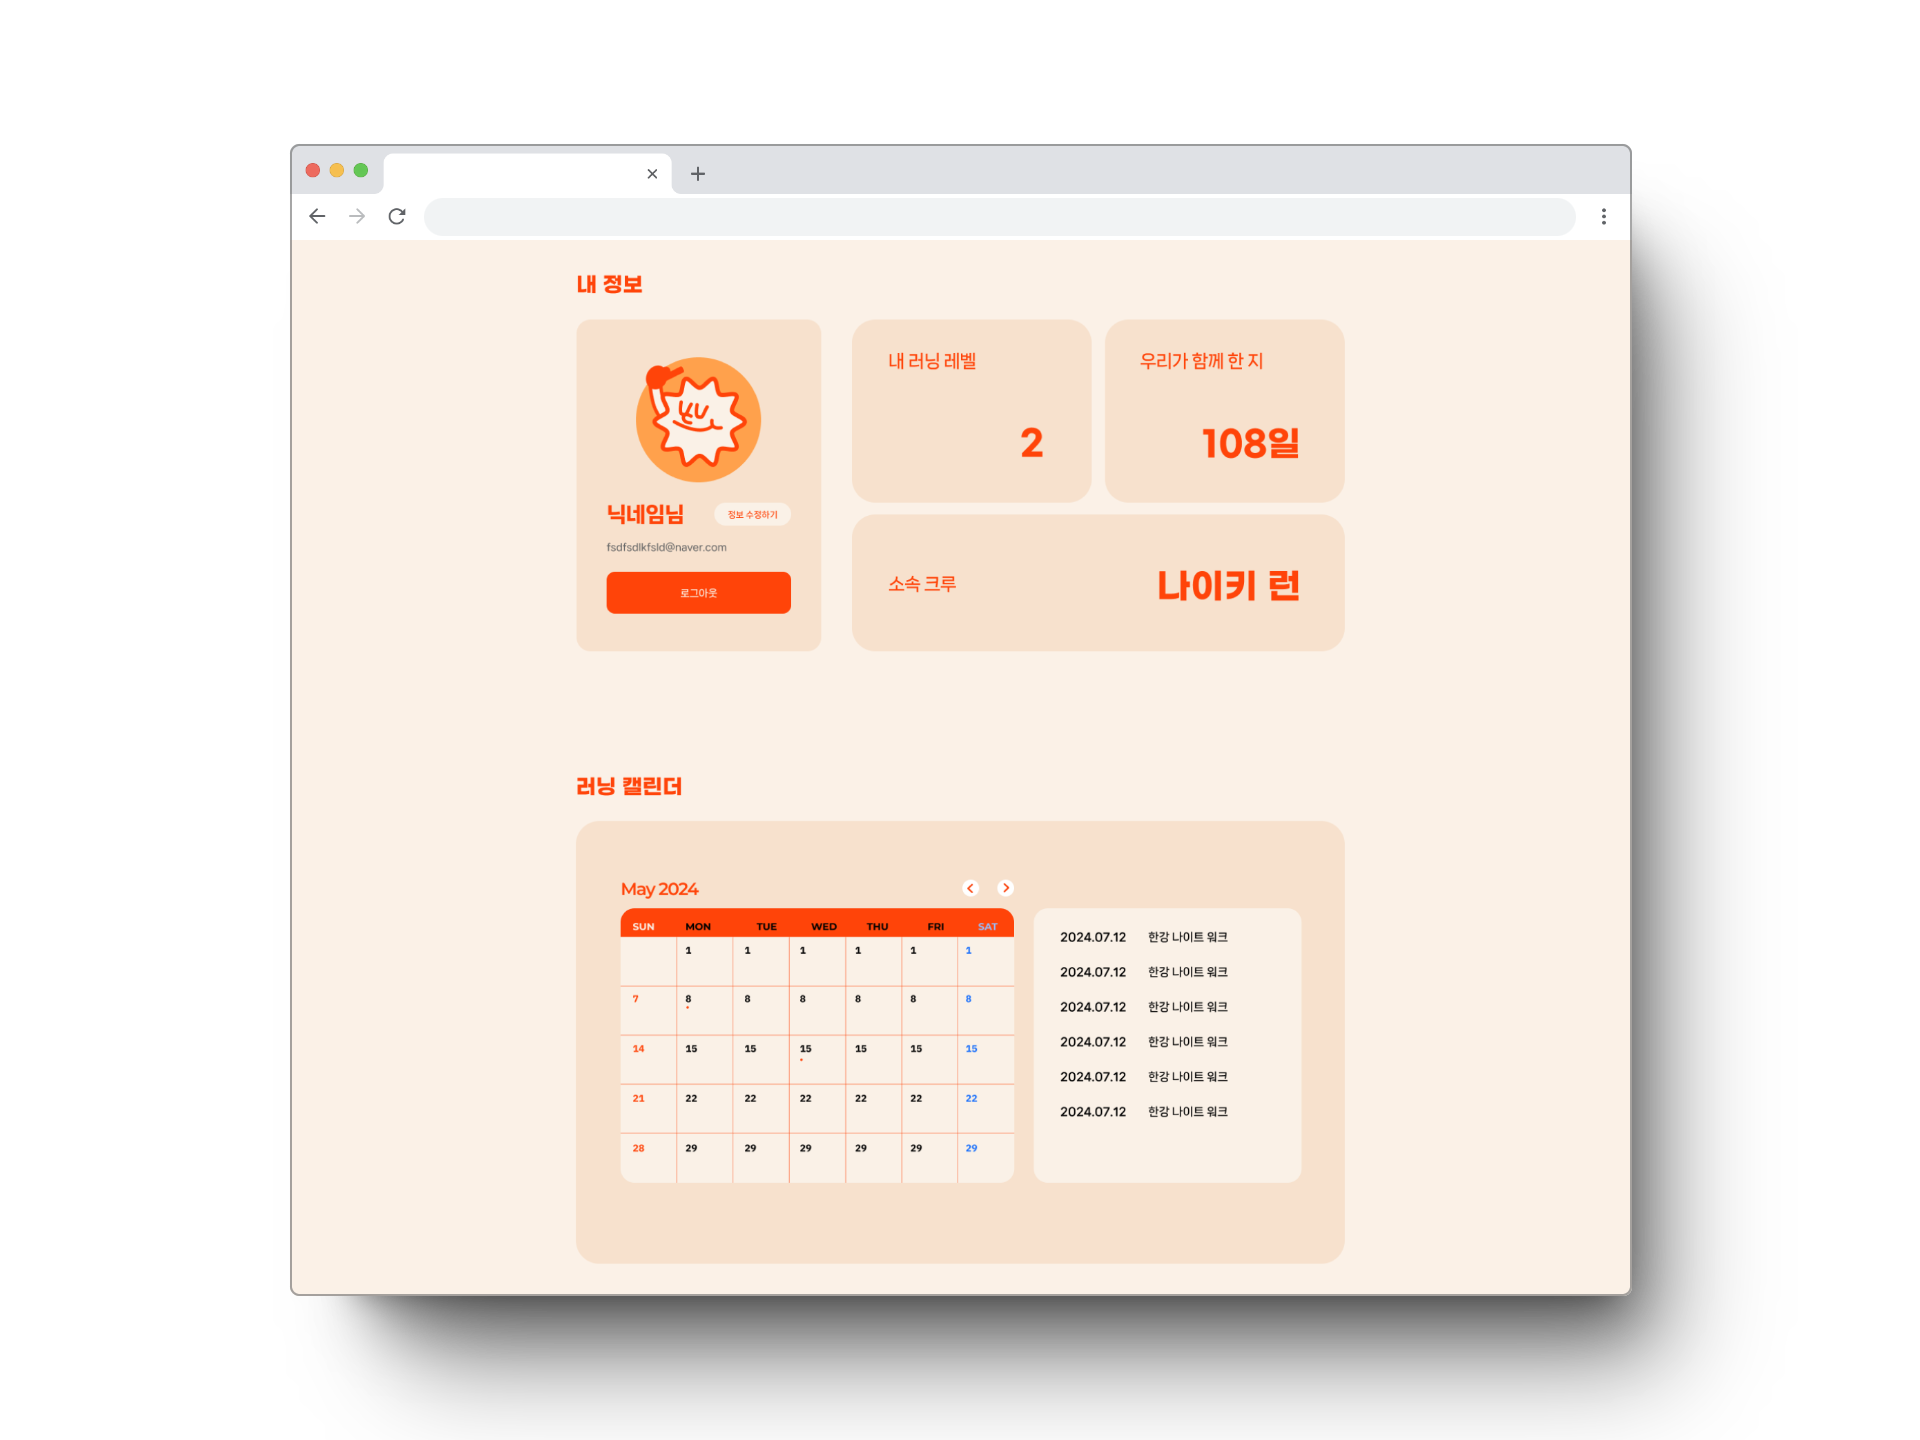 내 정보
닉네임님
정보 수정하기
fsdfsdlkfsld@naver.com
로그아웃
내 러닝 레벨
2
우리가 함께 한 지
108일
소속 크루
나이키 런
러닝 캘린더
May 2024
SUN MON TUE WED THU FRI SAT
1 1 1 1 1 1
7 8 8 8 8 8 8
14 15 15 15 15 15 15
21 22 22 22 22 22 22
28 29 29 29 29 29 29
2024.07.12 한강 나이트 워크
2024.07.12 한강 나이트 워크
2024.07.12 한강 나이트 워크
2024.07.12 한강 나이트 워크
2024.07.12 한강 나이트 워크
2024.07.12 한강 나이트 워크